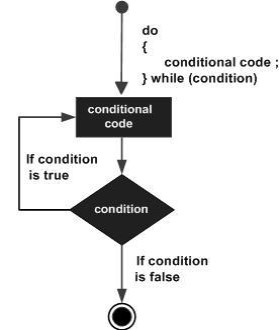 do
{
conditional code ;
} while (condition)
conditional
code
If condition
is true
condition
If condition
is false